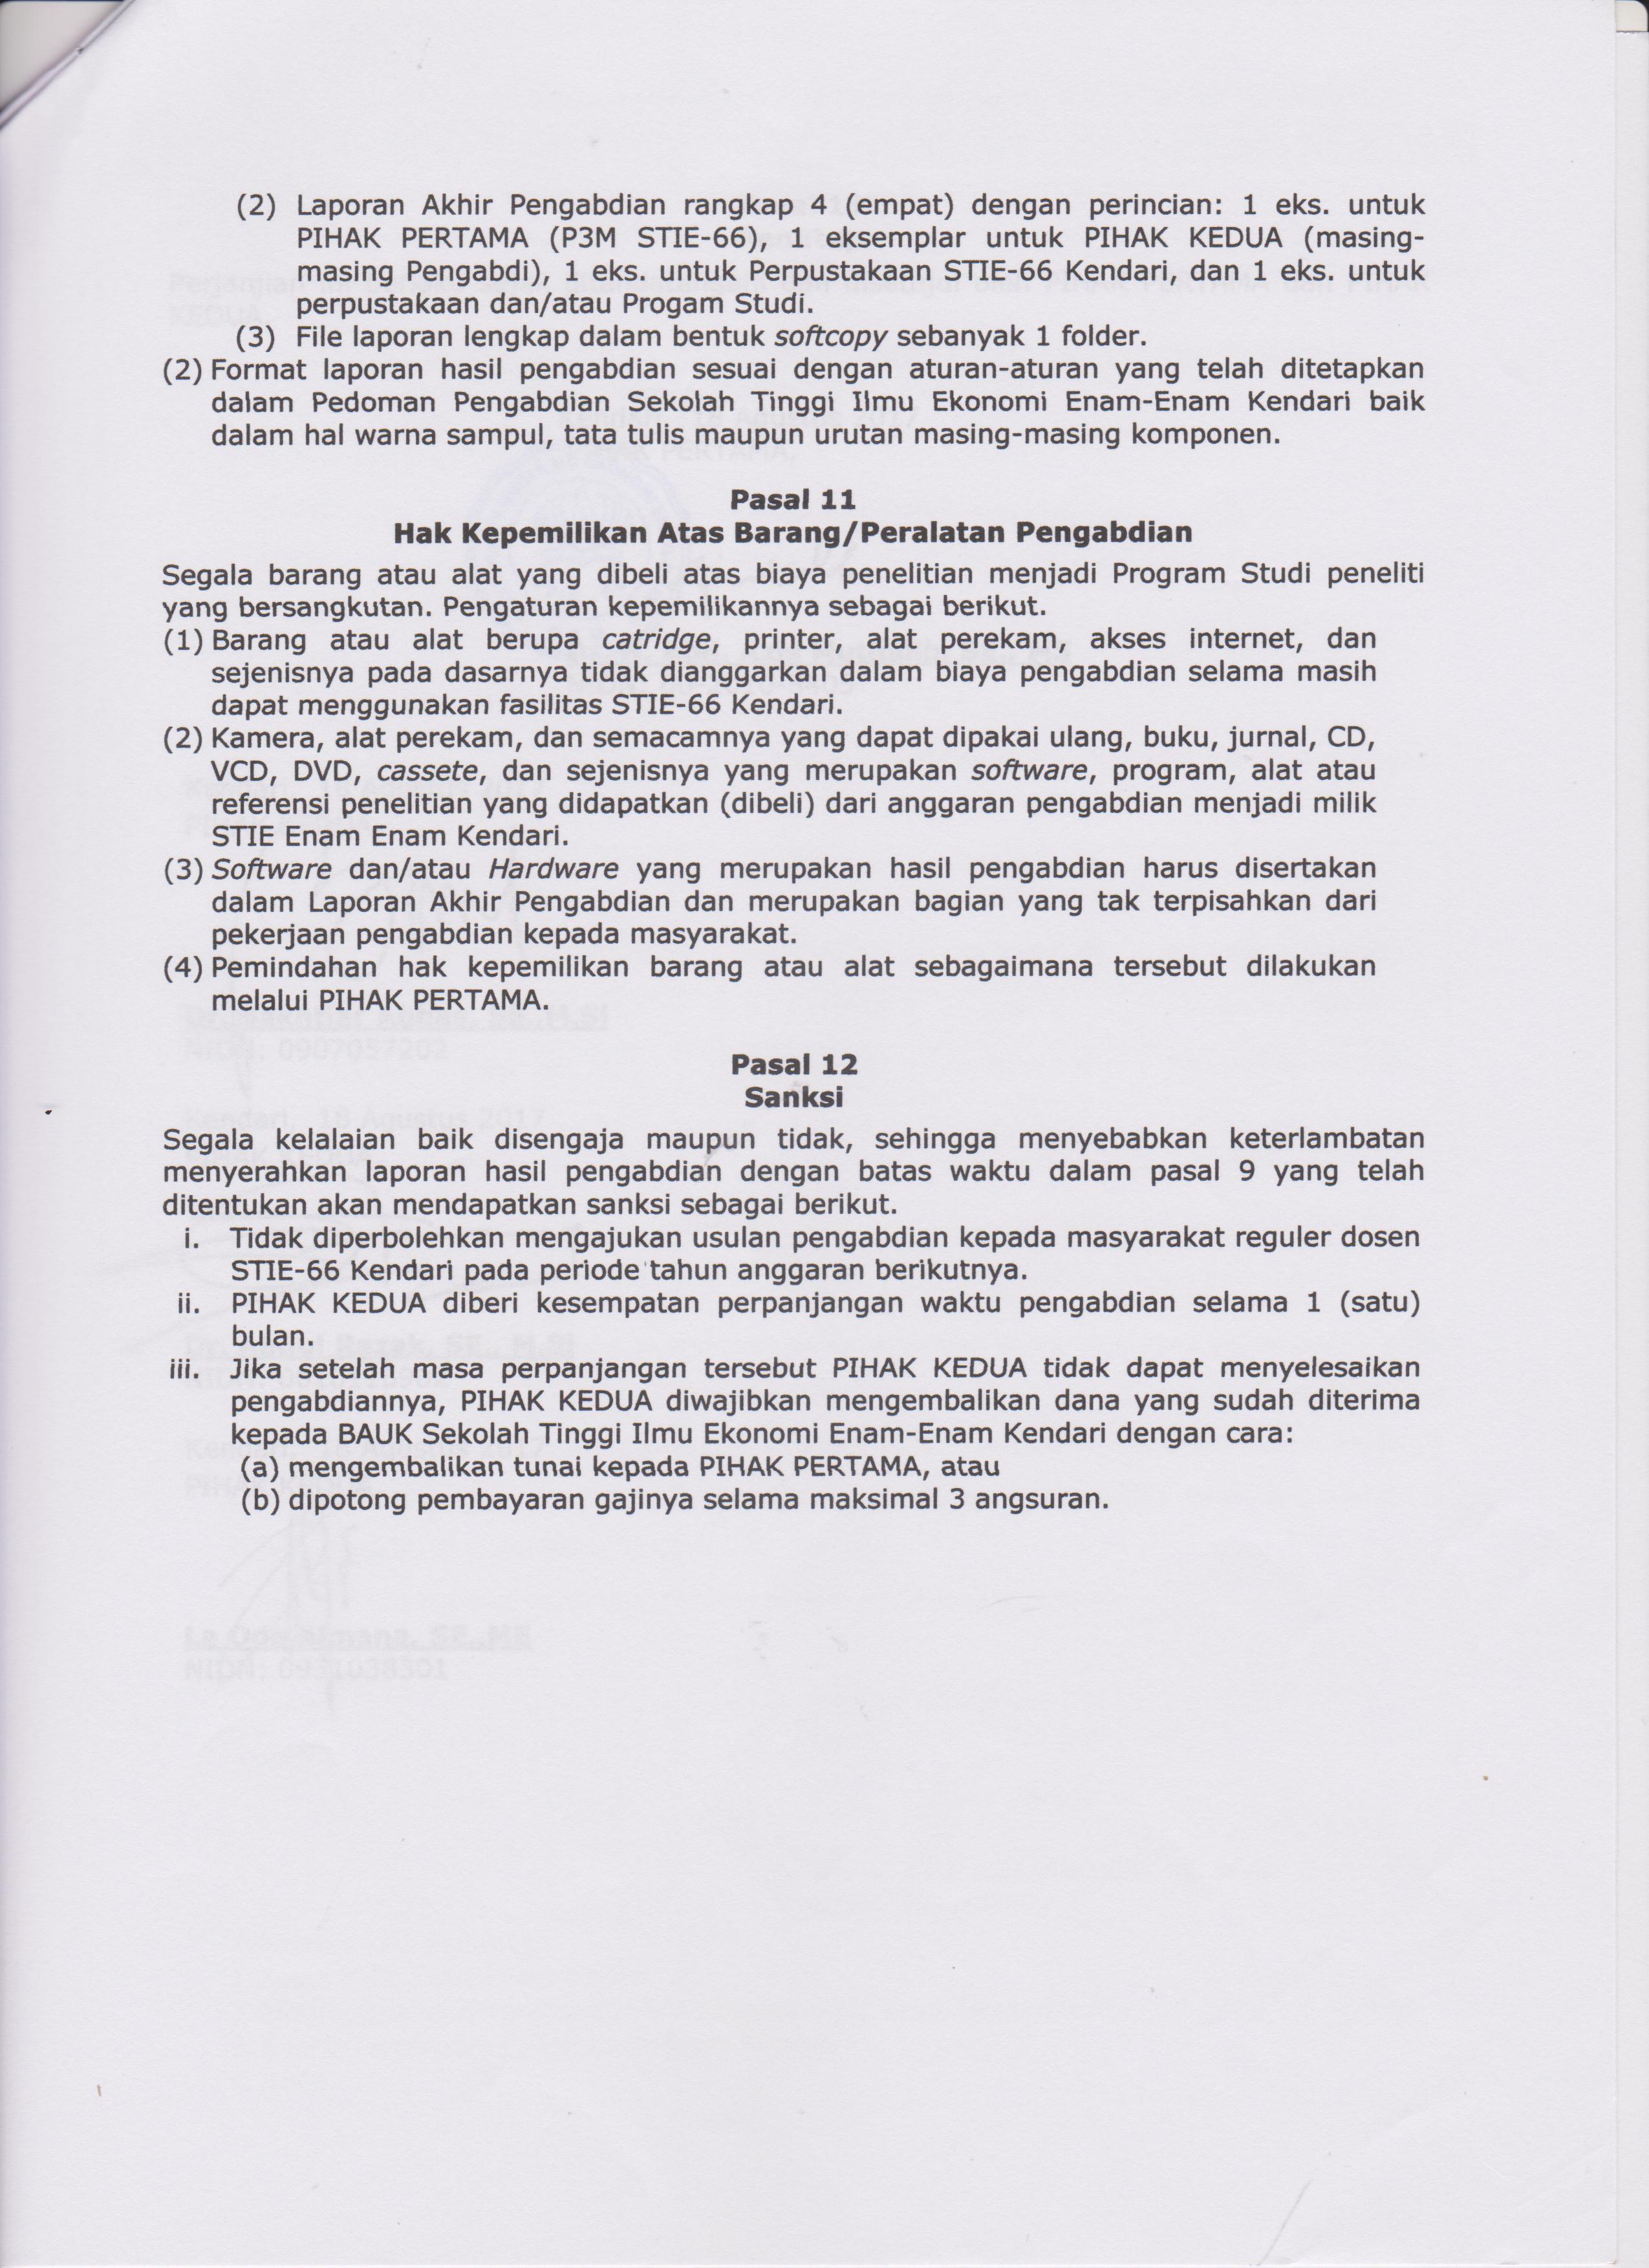 (2) Laporan Akhir Pengabdian rangkap 4 (empat) dengan perincian: 1 eks. untuk
PIHAK PERTAMA (P3M STIE-66), 1 eksemplar untuk PIHAK KEDUA (masing-
masing Pengabdi), 1 eks. untuk Perpustakaan STIE-66 Kendari, dan 1 eks. untuk
perpustakaan dan/atau Progam Studi.
(3) File laporan lengkap dalam bentuk softcopy sebanyak 1 folder.
(2) Format laporan hasil pengabdian sesuai dengan aturan-aturan yang telah ditetapkan
dalam Pedoman Pengabdian Sekolah Tinggi Ilmu Ekonomi Enam-Enam Kendari baik
dalam hal warna sampul, tata tulis maupun urutan masing-masing komponen.
Pasal 11
Hak Kepemilikan Atas Barang/Peralatan Pengabdian
Segala barang atau alat yang dibeli atas biaya penelitian menjadi Program Studi peneliti
yang bersangkutan. Pengaturan kepemilikannya sebagai berikut.
(1) Barang atau alat berupa catridge, printer, alat perekam, akses internet, dan
sejenisnya pada dasarnya tidak dianggarkan dalam biaya pengabdian selama masih
dapat menggunakan fasilitas STIE-66 Kendari.
(2) Kamera, alat perekam, dan semacamnya yang dapat dipakai ulang, buku, jurnal, CD,
VCD, DVD, cassete, dan sejenisnya yang merupakan software, program, alat atau
referensi penelitian yang didapatkan (dibeli) dari anggaran pengabdian menjadi milik
STIE Enam Enam Kendari.
(3) Software dan/atau Hardware yang merupakan hasil pengabdian harus disertakan
dalam Laporan Akhir Pengabdian dan merupakan bagian yang tak terpisahkan dari
pekerjaan pengabdian kepada masyarakat.
(4) Pemindahan hak kepemilikan barang atau alat sebagaimana tersebut dilakukan
melalui PIHAK PERTAMA.
Pasal 12
Sanksi
Segala kelalaian baik disengaja maupun tidak, sehingga menyebabkan keterlambatan
menyerahkan laporan hasil pengabdian dengan batas waktu dalam pasal 9 yang telah
ditentukan akan mendapatkan sanksi sebagai berikut.
i. Tidak diperbolehkan mengajukan usulan pengabdian kepada masyarakat reguler dosen
STIE-66 Kendari pada periode tahun anggaran berikutnya.
ii. PIHAK KEDUA diberi kesempatan perpanjangan waktu pengabdian selama 1 (satu)
bulan.
iii. Jika setelah masa perpanjangan tersebut PIHAK KEDUA tidak dapat menyelesaikan
pengabdiannya, PIHAK KEDUA diwajibkan mengembalikan dana yang sudah diterima
kepada BAUK Sekolah Tinggi Ilmu Ekonomi Enam-Enam Kendari dengan cara:
(a) mengembalikan tunai kepada PIHAK PERTAMA, atau
(b) dipotong pembayaran gajinya selama maksimal 3 angsuran.